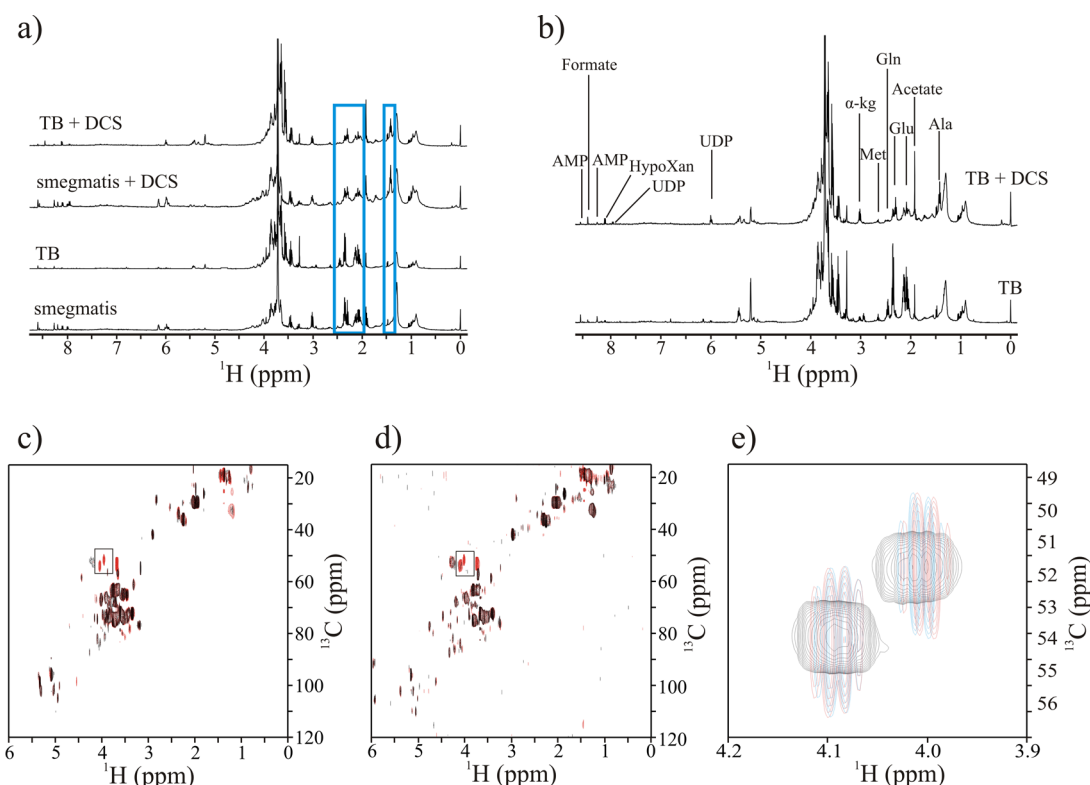 a)
TB + DCS
smegmatis + DCS
TB
smegmatis
8 7 6 5 4 3 2 1 0
¹H (ppm)
b)
Formate
Gln
α-kg
Acetate
AMP
AMP
HypoXan
UDP
UDP
Met
Glu
Ala
TB + DCS
TB
8 7 6 5 4 3 2 1 0
¹H (ppm)
c)
20
40
60
80
100
120
¹³C (ppm)
6 5 4 3 2 1 0
¹H (ppm)
d)
20
40
60
80
100
120
¹³C (ppm)
6 5 4 3 2 1 0
¹H (ppm)
e)
49
50
51
52
53
54
55
56
¹³C (ppm)
4.2 4.1 4.0 3.9
¹H (ppm)